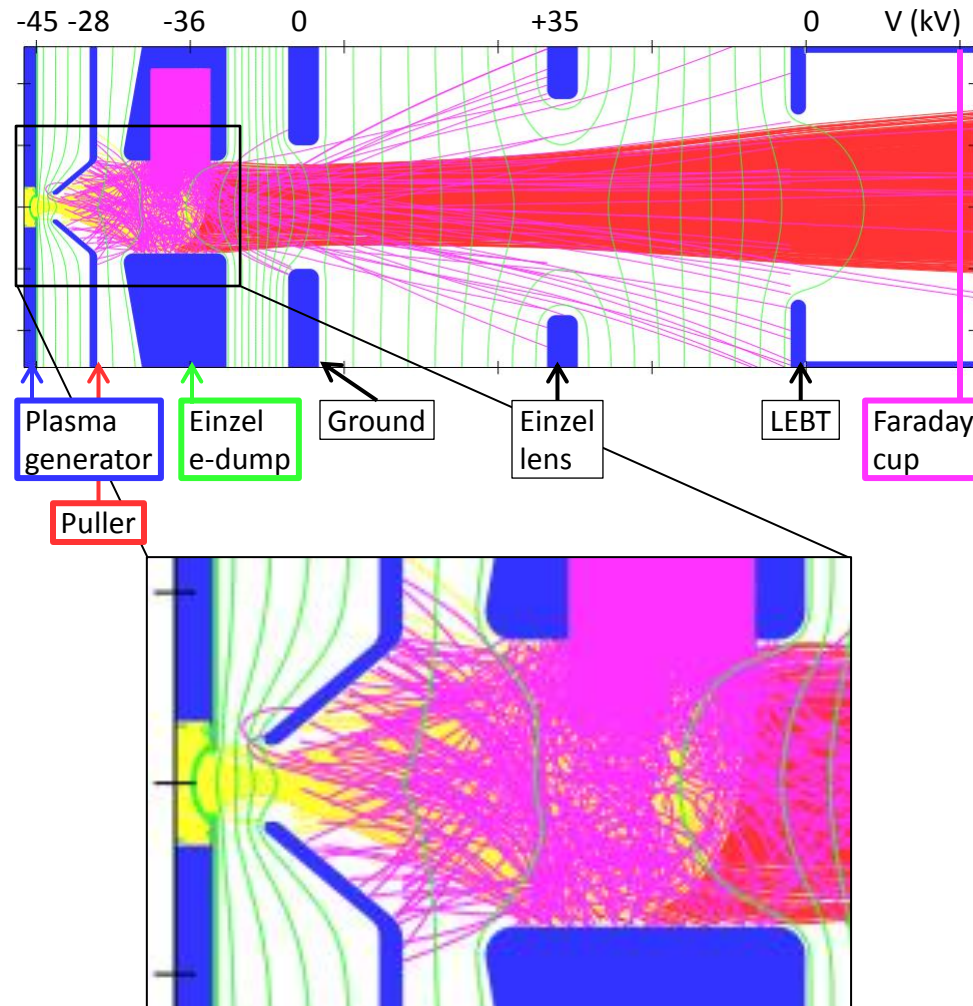 -45 -28 -36 0 +35 0 V (kV)
Plasma
generator
Puller
Einzel
e-dump
Ground
Einzel
lens
LEBT
Faraday
cup